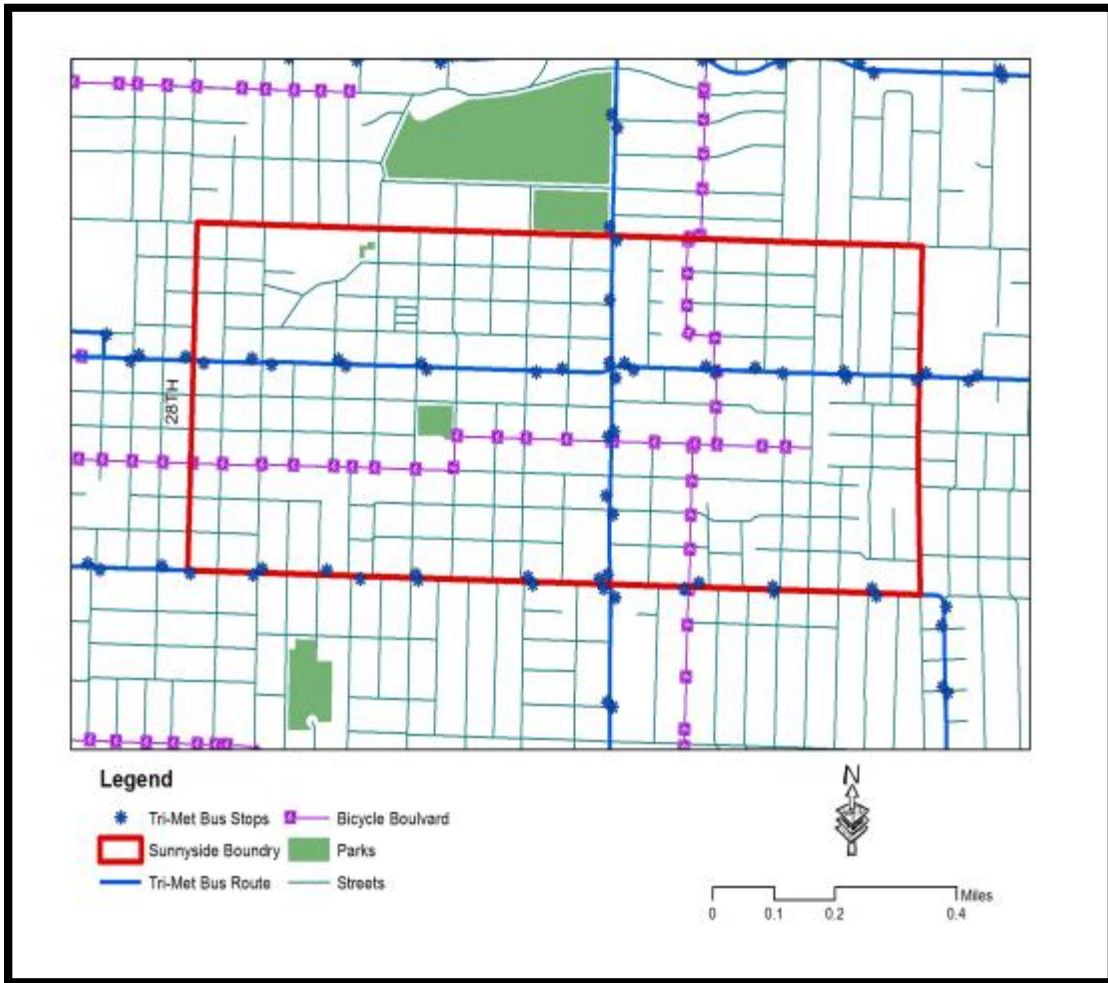 28TH
Legend
Tri-Met Bus Stops
Bicycle Boulvard
Sunnyside Boundry
Parks
Tri-Met Bus Route
Streets
N
Miles
0 0.1 0.2 0.4